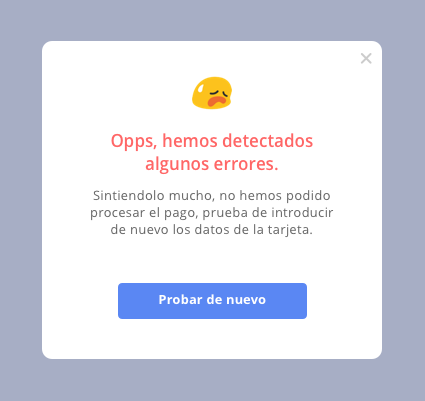 Opps, hemos detectados
algunos errores.
Sintiendolo mucho, no hemos podido
procesar el pago, prueba de introducir
de nuevo los datos de la tarjeta.
Probar de nuevo